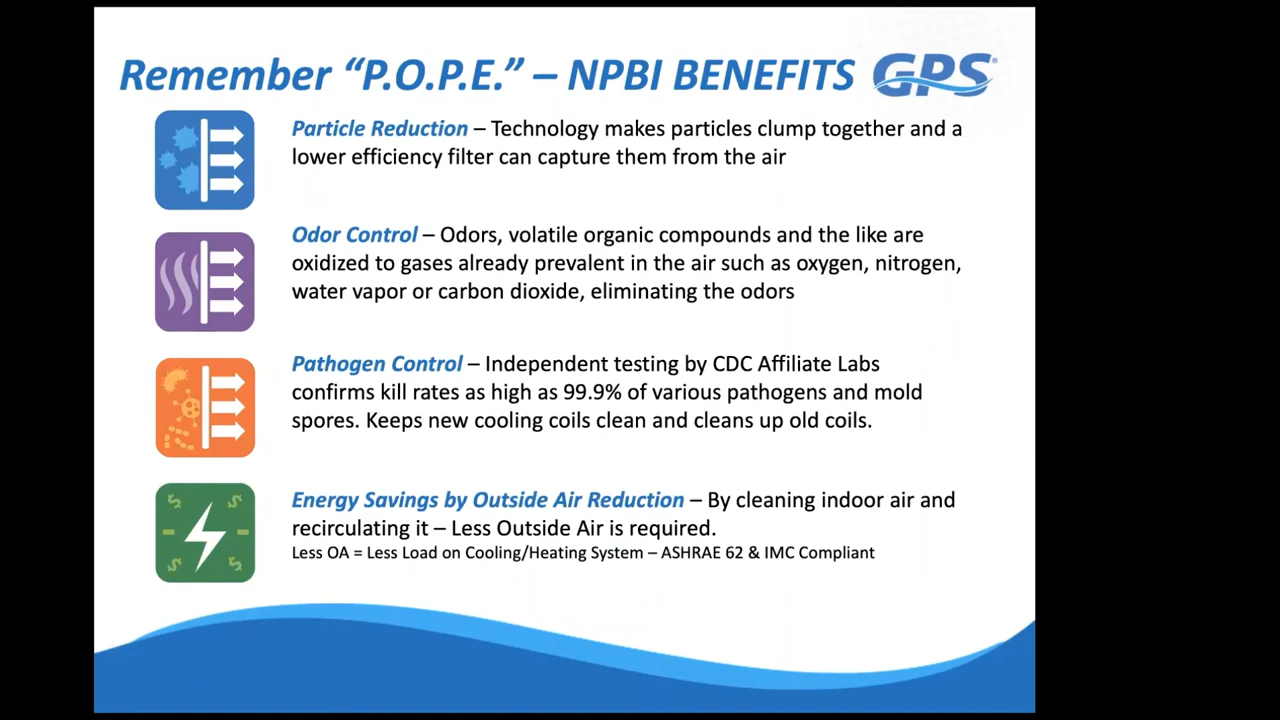 Remember “P.O.P.E.” – NPBI BENEFITS GPS®
Particle Reduction – Technology makes particles clump together and a
lower efficiency filter can capture them from the air
Odor Control – Odors, volatile organic compounds and the like are
oxidized to gases already prevalent in the air such as oxygen, nitrogen,
water vapor or carbon dioxide, eliminating the odors
Pathogen Control – Independent testing by CDC Affiliate Labs
confirms kill rates as high as 99.9% of various pathogens and mold
spores. Keeps new cooling coils clean and cleans up old coils.
Energy Savings by Outside Air Reduction – By cleaning indoor air and
recirculating it – Less Outside Air is required.
Less OA = Less Load on Cooling/Heating System – ASHRAE 62 & IMC Compliant